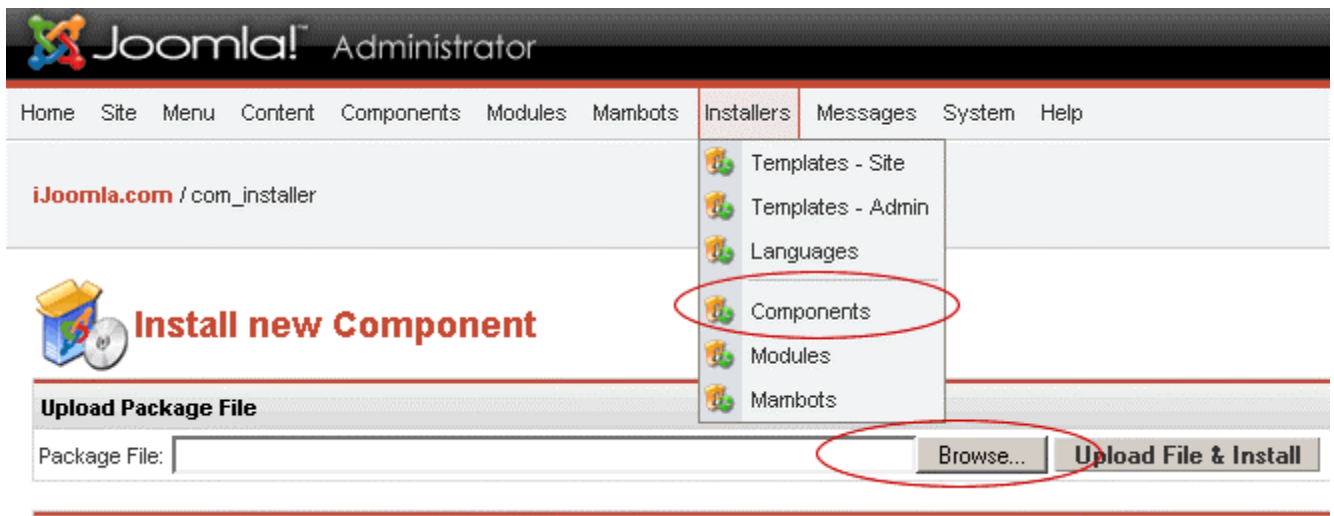 Joomla!™ Administrator
Home Site Menu Content Components Modules Mambots Installers Messages System Help
Templates - Site
Templates - Admin
Languages
Components
Modules
Mambots
iJoomla.com / com_installer
Install new Component
Upload Package File
Package File: Browse... Upload File & Install